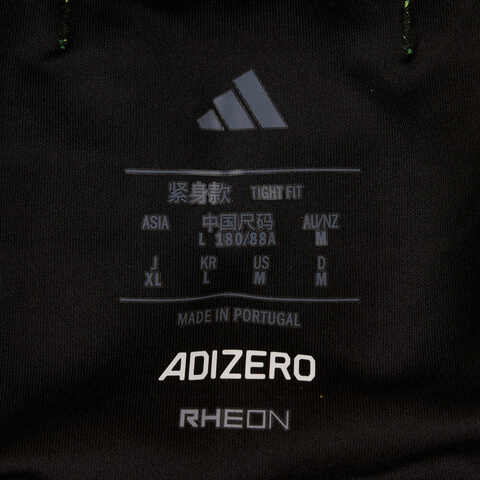 紧身款 TIGHT FIT
ASIA 中国尺码 AU/NZ
L 180/88A M
J KR US D
XL L M M
MADE IN PORTUGAL
ADIZERO
RHEON